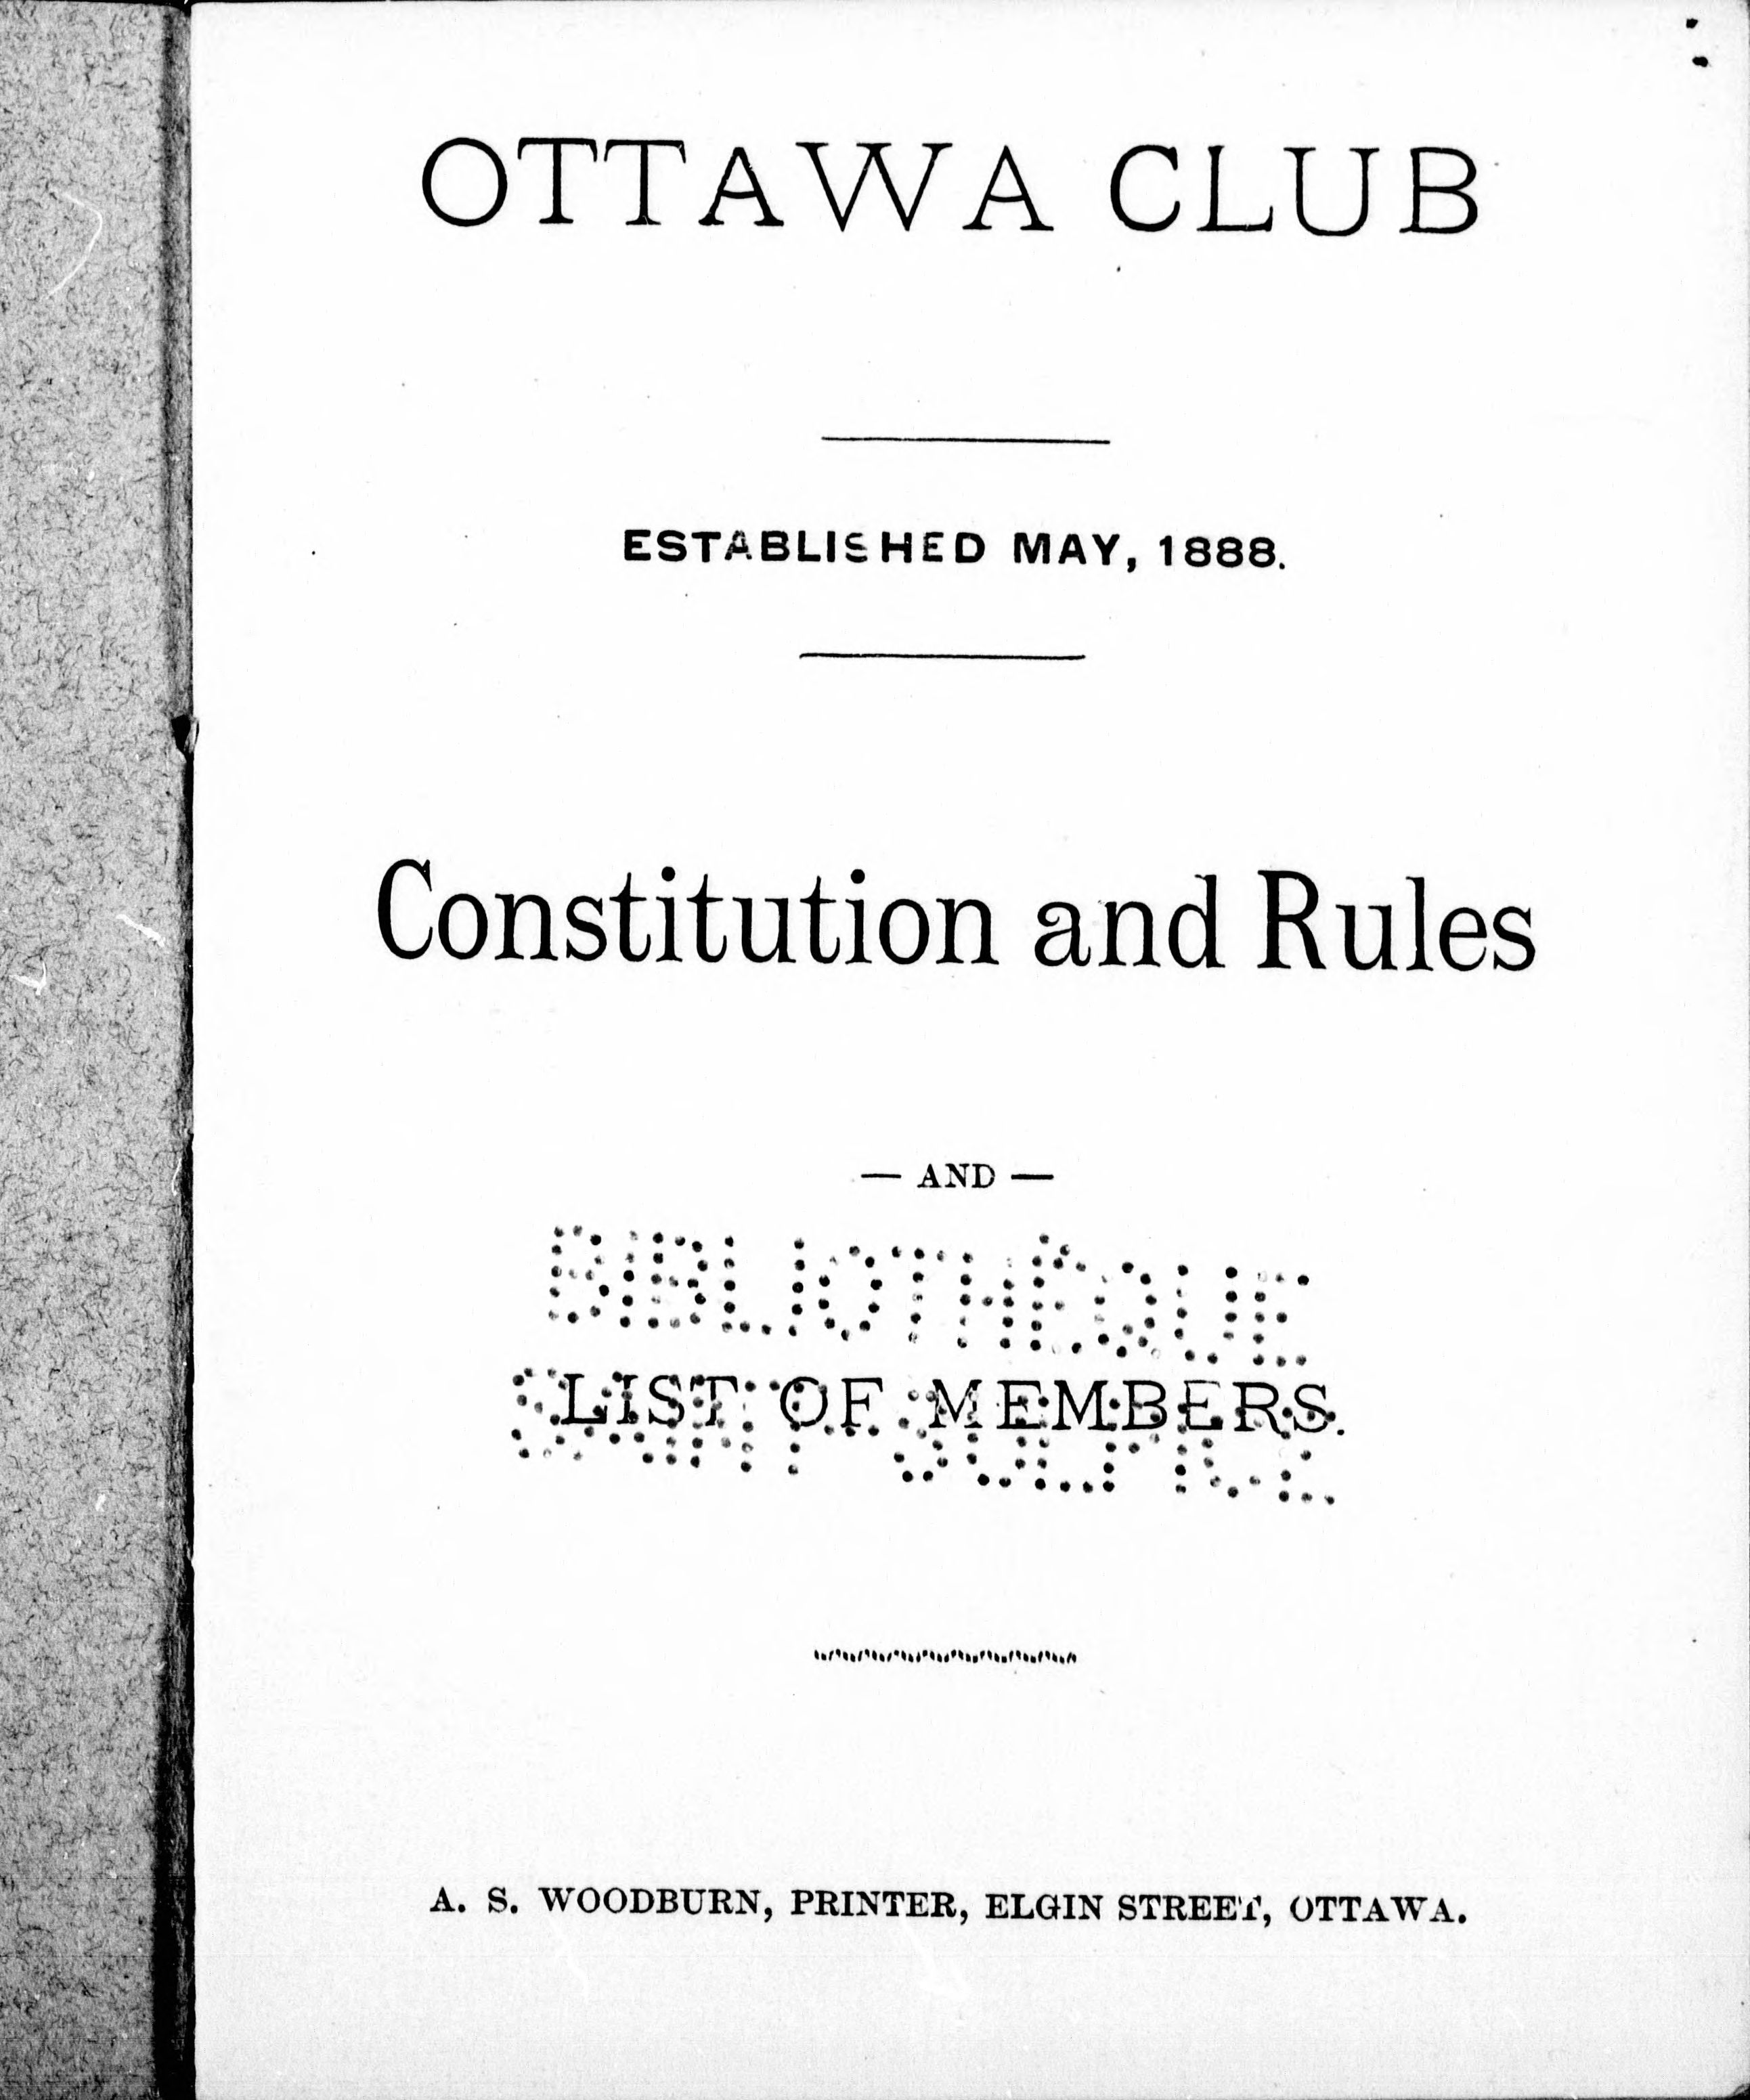 OTTAWA CLUB
ESTABLISHED MAY, 1888.
Constitution and Rules
— AND —
BIBLIOTHÈQUE
LIST OF MEMBERS.
SAINT SULPICE
A. S. WOODBURN, PRINTER, ELGIN STREET, OTTAWA.